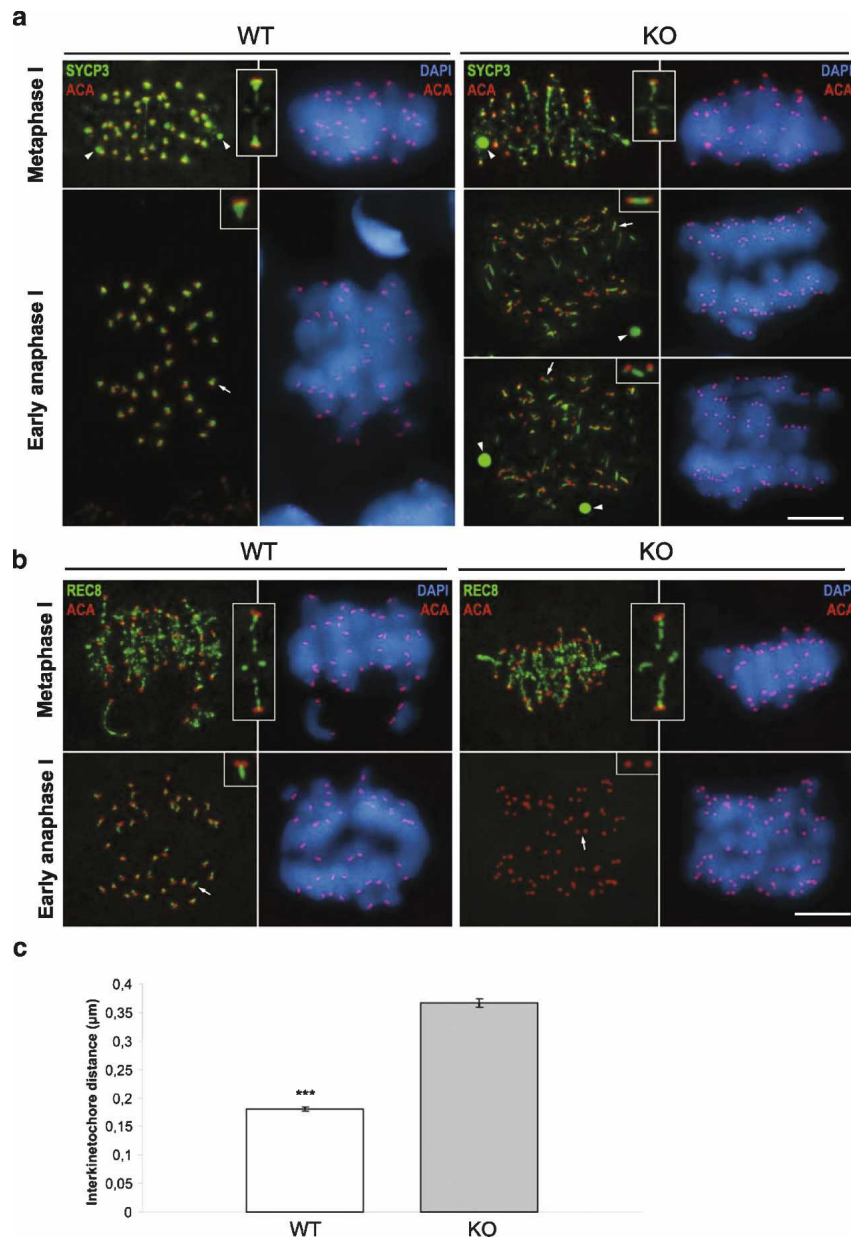 a
WT
KO
SYCP3
ACA
DAPI
ACA
SYCP3
ACA
DAPI
ACA
Metaphase I
Early anaphase I
b
WT
KO
REC8
ACA
DAPI
ACA
REC8
ACA
DAPI
ACA
Metaphase I
Early anaphase I
c
Interkinetochore distance (µm)
0,4
0,35
0,3
0,25
0,2
0,15
0,1
0,05
0
***
WT
KO